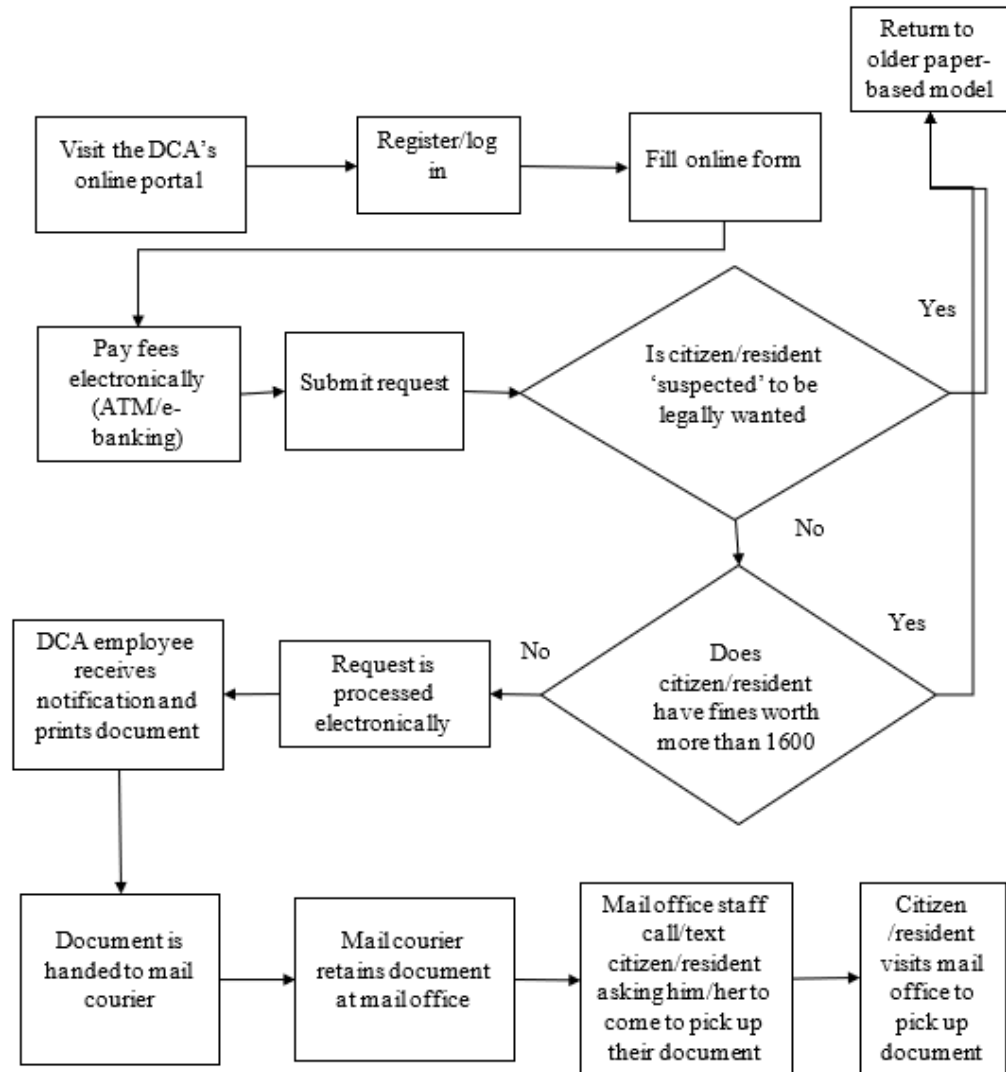 Return to
older paper-
based model
Visit the DCA's
online portal
Register/log
in
Fill online form
Pay fees
electronically
(ATM/e-
banking)
Submit request
Is citizen/resident
‘suspected’ to be
legally wanted
Yes
No
DCA employee
receives
notification and
prints document
Request is
processed
electronically
No
Does
citizen/resident
have fines worth
more than 1600
Yes
Document is
handed to mail
courier
Mail courier
retains document
at mail office
Mail office staff
call/text
citizen/resident
asking him/her to
come to pick up
their document
Citizen
/resident
visits mail
office to
pick up
document